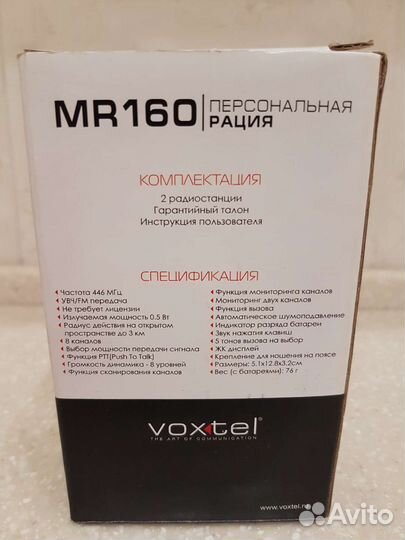 MR160
ПЕРСОНАЛЬНАЯ
РАЦИЯ
КОМПЛЕКТАЦИЯ
2 радиостанции
Гарантийный талон
Инструкция пользователя
СПЕЦИФИКАЦИЯ
Частота 446 МГц
УВЧ/FM передача
Не требует лицензии
Излучаемая мощность 0.5 Вт
Радиус действия на открытом
пространстве до 3 км
8 каналов
Выбор мощности передачи сигнала
Функция PTT(Push To Talk)
Громкость динамика - 8 уровней
Функция сканирования каналов
Функция мониторинга каналов
Мониторинг двух каналов
Функция вызова
Автоматическое шумоподавление
Индикатор разряда батареи
Звук нажатия клавиш
5 тонов вызова на выбор
ЖК дисплей
Крепление для ношения на поясе
Размеры: 5.1x12.8x3.2см
Вес (с батареями): 76 г
voxtel
THE ART OF COMMUNICATION
www.voxtel.ru
Avito